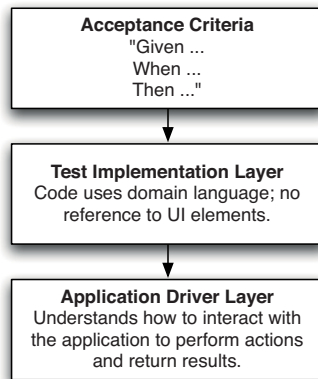 Acceptance Criteria
"Given ...
When ...
Then ..."
Test Implementation Layer
Code uses domain language; no
reference to UI elements.
Application Driver Layer
Understands how to interact with
the application to perform actions
and return results.